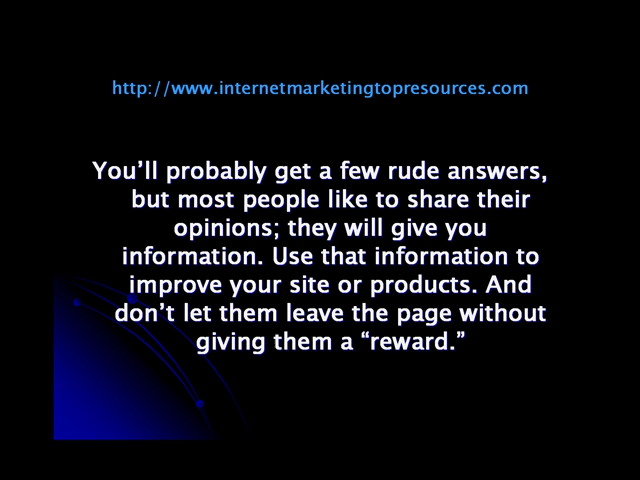 http://www.internetmarketingtopresources.com
You’ll probably get a few rude answers,
but most people like to share their
opinions; they will give you
information. Use that information to
improve your site or products. And
don’t let them leave the page without
giving them a “reward.”